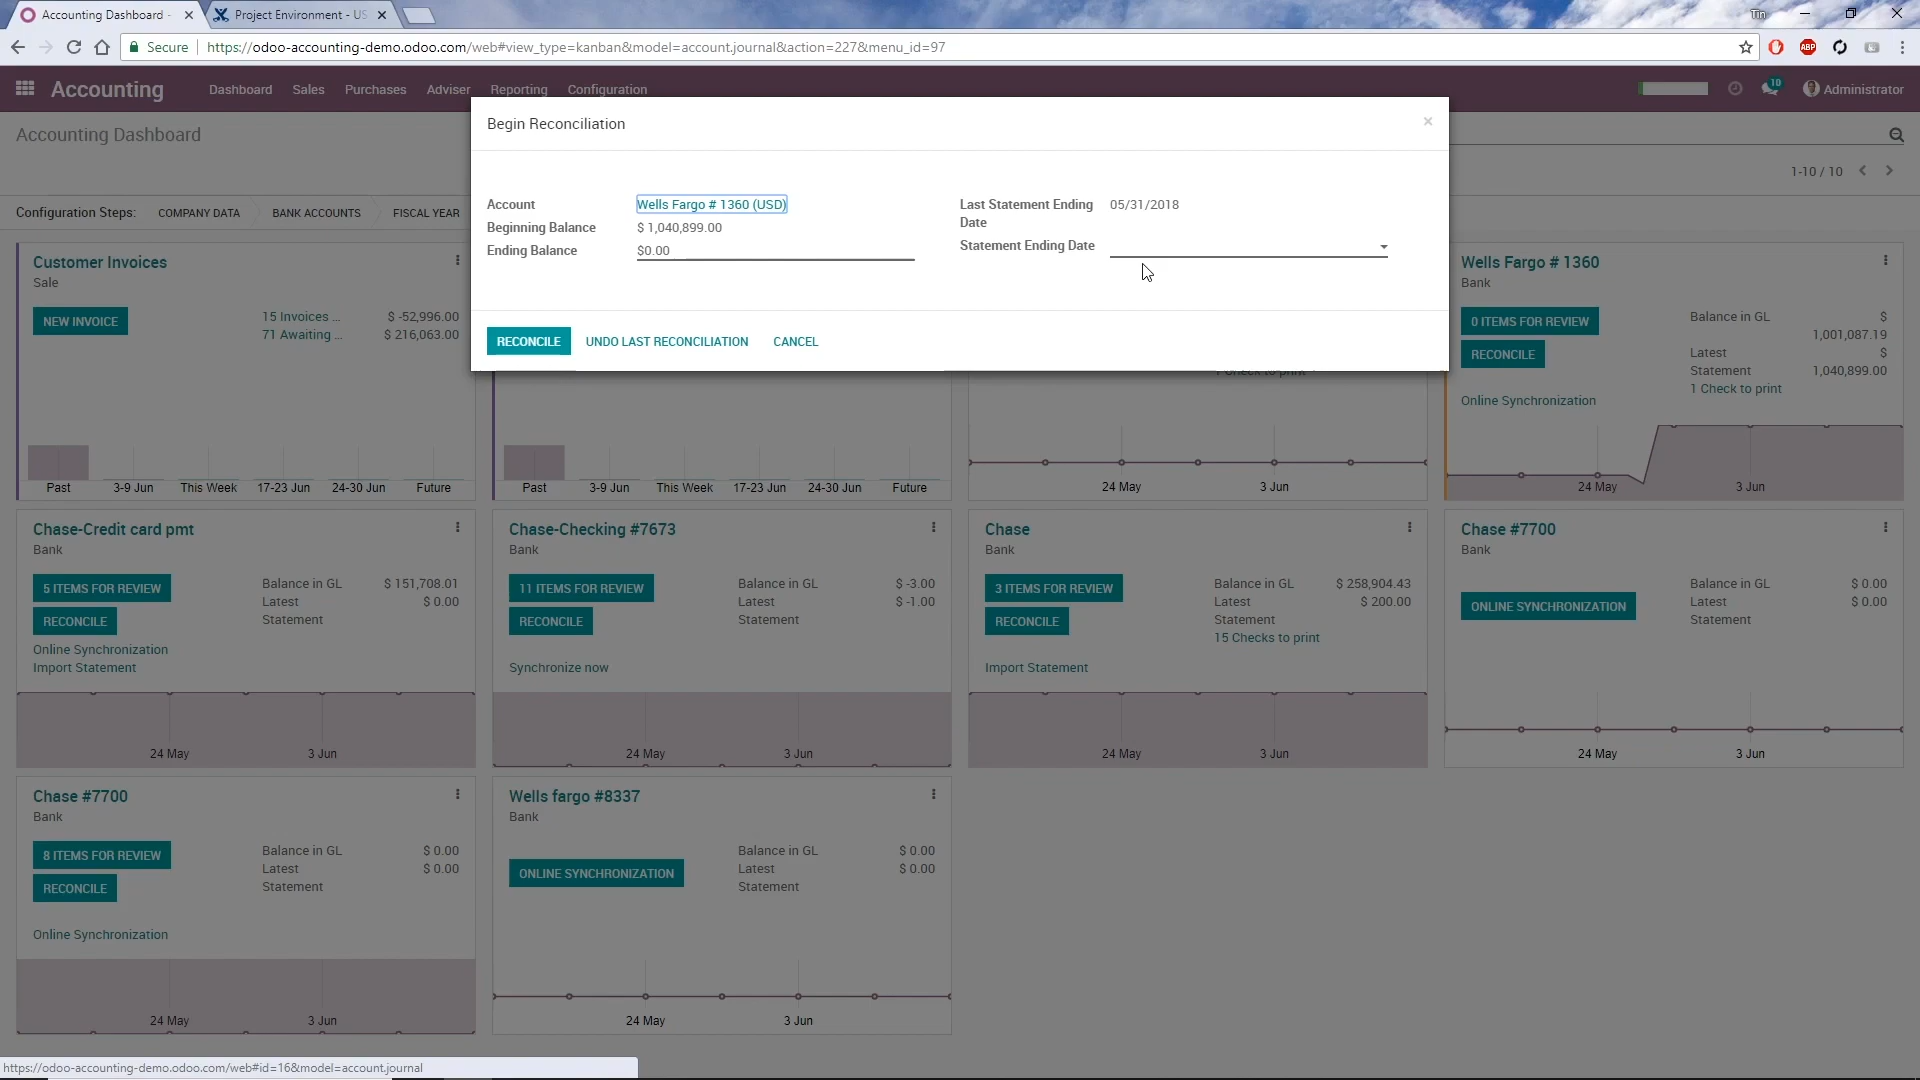 Accounting Dashboard -
Project Environment - US
Tin
Secure
https://odoo-accounting-demo.odoo.com/web#view_type=kanban&model=account.journal&action=227&menu_id=97
ABP
Accounting
Dashboard
Sales
Purchases
Adviser
Reporting
Configuration
10
Administrator
Accounting Dashboard
1-10 / 10
Configuration Steps:
COMPANY DATA
BANK ACCOUNTS
FISCAL YEAR
Begin Reconciliation
×
Account
Wells Fargo # 1360 (USD)
Beginning Balance
$ 1,040,899.00
Ending Balance
$0.00
Last Statement Ending
Date
05/31/2018
Statement Ending Date
RECONCILE
UNDO LAST RECONCILIATION
CANCEL
Customer Invoices
Sale
NEW INVOICE
15 Invoices ...
$ -52,996.00
71 Awaiting ...
$ 216,063.00
Past
3-9 Jun
This Week
17-23 Jun
24-30 Jun
Future
Past
3-9 Jun
This Week
17-23 Jun
24-30 Jun
Future
24 May
3 Jun
Wells Fargo # 1360
Bank
0 ITEMS FOR REVIEW
RECONCILE
Online Synchronization
Balance in GL
$
1,001,087.19
Latest
$
Statement
1,040,899.00
1 Check to print
24 May
3 Jun
Chase-Credit card pmt
Bank
5 ITEMS FOR REVIEW
RECONCILE
Online Synchronization
Import Statement
Balance in GL
$ 151,708.01
Latest
$ 0.00
Statement
24 May
3 Jun
Chase-Checking #7673
Bank
11 ITEMS FOR REVIEW
RECONCILE
Synchronize now
Balance in GL
$ -3.00
Latest
$ -1.00
Statement
24 May
3 Jun
Chase
Bank
3 ITEMS FOR REVIEW
RECONCILE
Import Statement
Balance in GL
$ 258,904.43
Latest
$ 200.00
Statement
15 Checks to print
24 May
3 Jun
Chase #7700
Bank
ONLINE SYNCHRONIZATION
Balance in GL
$ 0.00
Latest
$ 0.00
Statement
24 May
3 Jun
Chase #7700
Bank
8 ITEMS FOR REVIEW
RECONCILE
Online Synchronization
Balance in GL
$ 0.00
Latest
$ 0.00
Statement
24 May
3 Jun
Wells fargo #8337
Bank
ONLINE SYNCHRONIZATION
Balance in GL
$ 0.00
Latest
$ 0.00
Statement
24 May
3 Jun
https://odoo-accounting-demo.odoo.com/web#id=16&model=account.journal